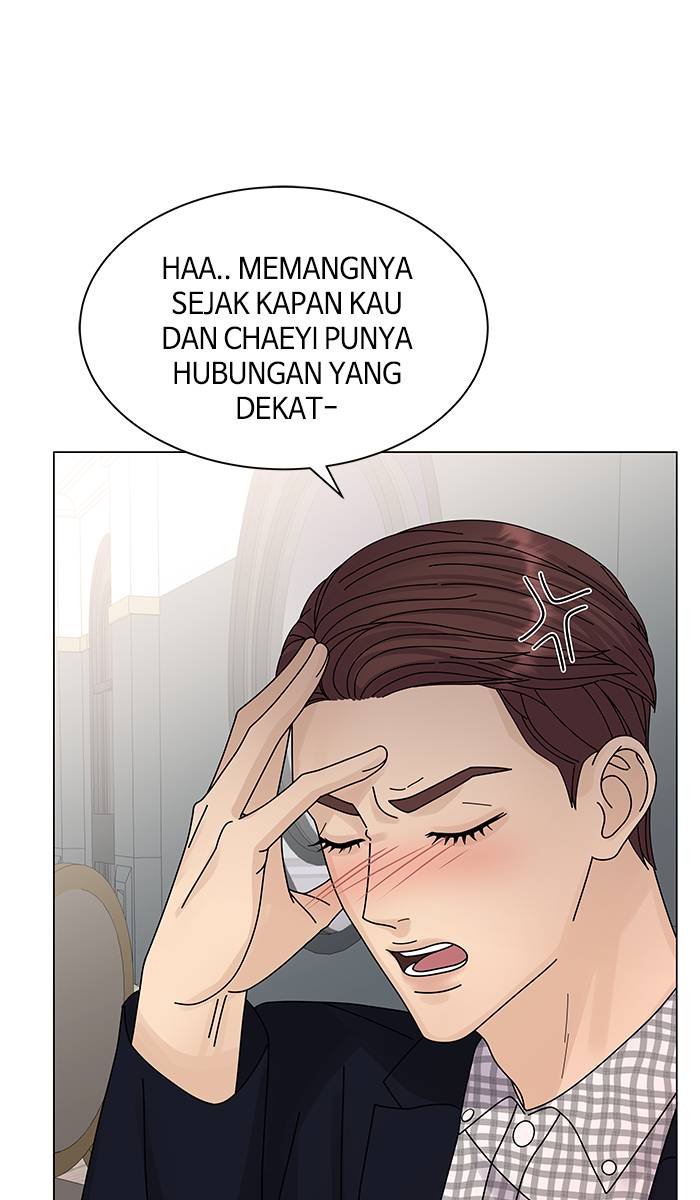 HAA.. MEMANGNYA
SEJAK KAPAN KAU
DAN CHAEYI PUNYA
HUBUNGAN YANG
DEKAT-